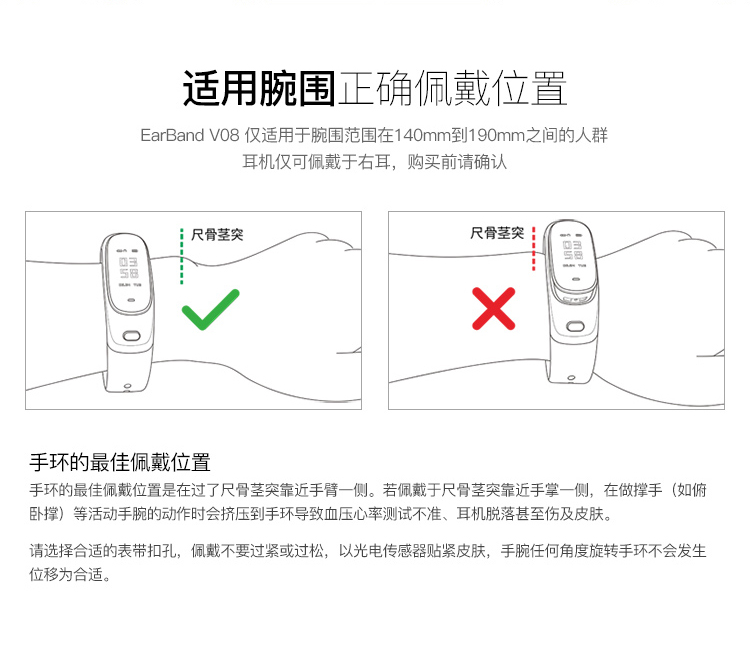 适用腕围正确佩戴位置
EarBand V08 仅适用于腕围范围在140mm到190mm之间的人群
耳机仅可佩戴于右耳，购买前请确认
尺骨茎突
03
58
尺骨茎突
03
58
手环的最佳佩戴位置
手环的最佳佩戴位置是在过了尺骨茎突靠近手臂一侧。若佩戴于尺骨茎突靠近手掌一侧，在做撑手（如俯
卧撑）等活动手腕的动作时会挤压到手环导致血压心率测试不准、耳机脱落甚至伤及皮肤。
请选择合适的表带扣孔，佩戴不要过紧或过松，以光电传感器贴紧皮肤，手腕任何角度旋转手环不会发生
位移为合适。